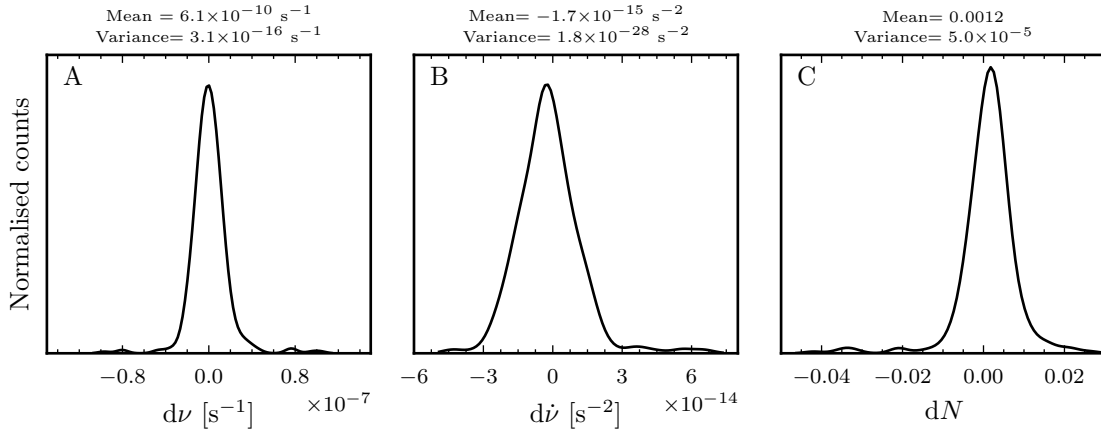 Mean = 6.1×10⁻¹⁰ s⁻¹
Variance= 3.1×10⁻¹⁶ s⁻¹
Mean= −1.7×10⁻¹⁵ s⁻²
Variance= 1.8×10⁻²⁸ s⁻²
Mean= 0.0012
Variance= 5.0×10⁻⁵
A
B
C
Normalised counts
−0.8 0.0 0.8
×10⁻⁷
dν [s⁻¹]
−6 −3 0 3 6
×10⁻¹⁴
dν̇ [s⁻²]
−0.04 −0.02 0.00 0.02
dN